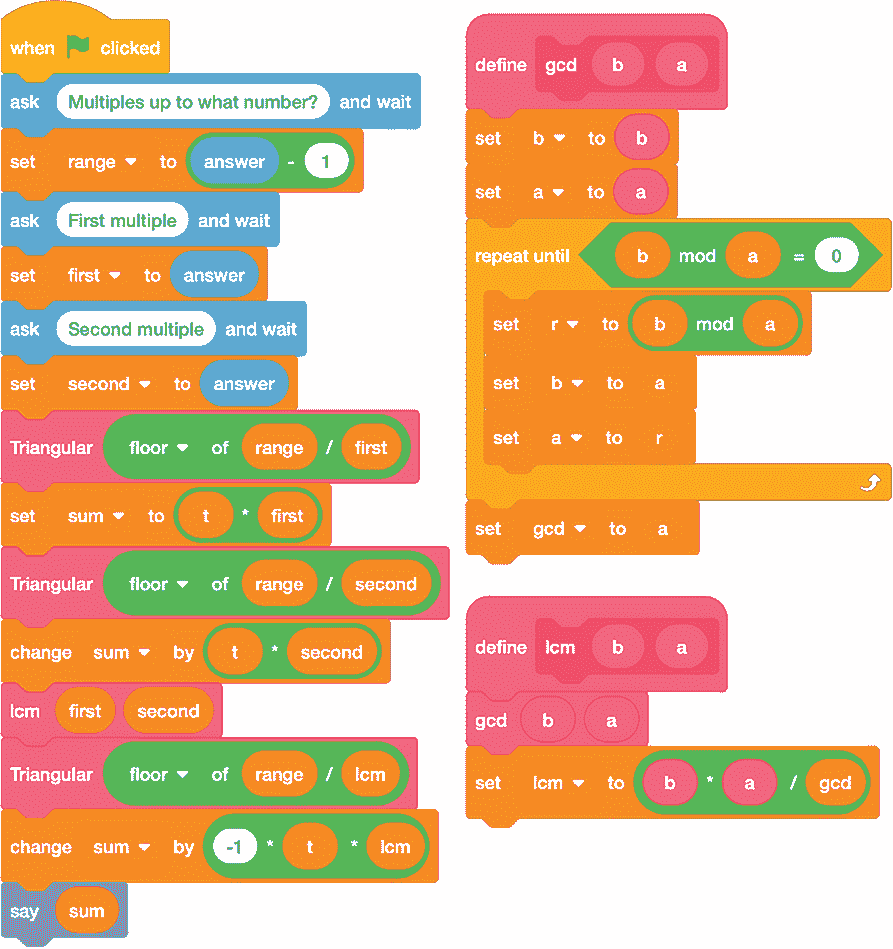 when clicked
ask Multiples up to what number? and wait
set range to answer - 1
ask First multiple and wait
set first to answer
ask Second multiple and wait
set second to answer
Triangular floor of range / first
set sum to t * first
Triangular floor of range / second
change sum by t * second
lcm first second
Triangular floor of range / lcm
change sum by -1 * t * lcm
say sum
define gcd b a
set b to b
set a to a
repeat until b mod a = 0
set r to b mod a
set b to a
set a to r
set gcd to a
define lcm b a
gcd b a
set lcm to b * a / gcd